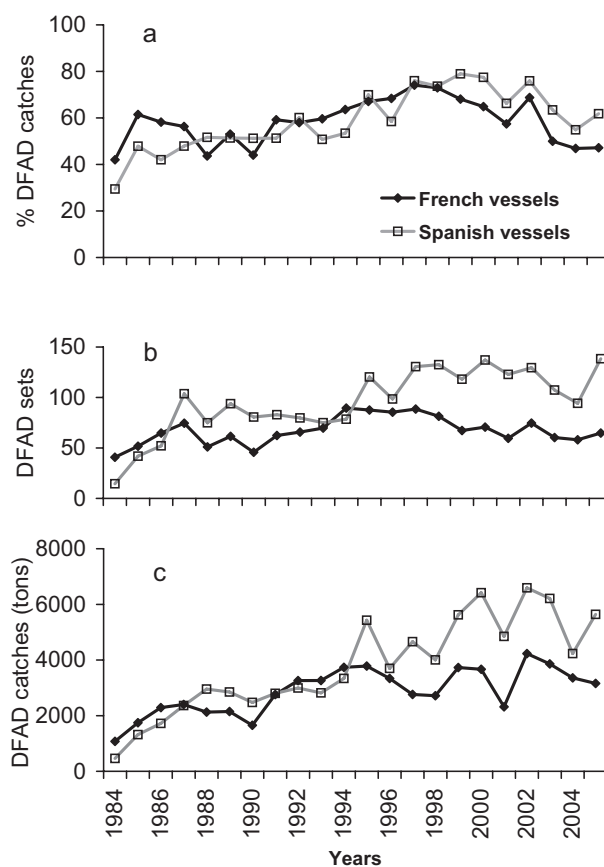 a
% DFAD catches
100
80
60
40
20
0
French vessels
Spanish vessels
b
DFAD sets
150
100
50
0
c
DFAD catches (tons)
8000
6000
4000
2000
0
1984
1986
1988
1990
1992
1994
1996
1998
2000
2002
2004
Years